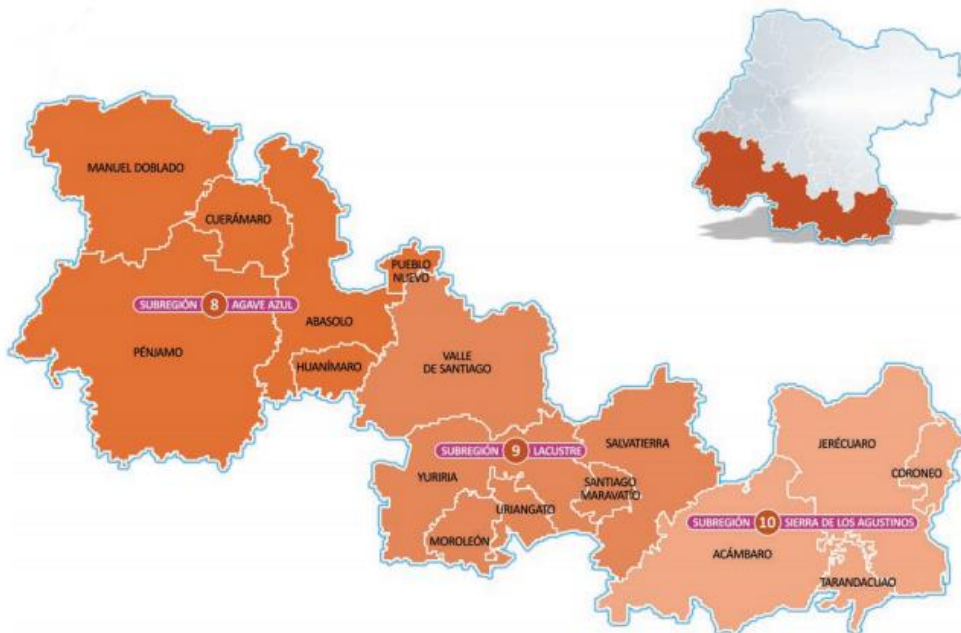 MANUEL DOBLADO
CUERÁMARO
PUEBLO
NUEVO
SUBREGIÓN 8 AGAVE AZUL
ABASOLO
PÉNJAMO
HUANÍMARO
VALLE
DE SANTIAGO
SALVATIERRA
SUBREGIÓN 9 LACUSTRE
YURIRIA
SANTIAGO
MARAVATÍO
URIANGATO
MOROLEÓN
JERÉCUARO
CORONEO
SUBREGIÓN 10 SIERRA DE LOS AGUSTINOS
ACÁMBARO
TARANDACUAO